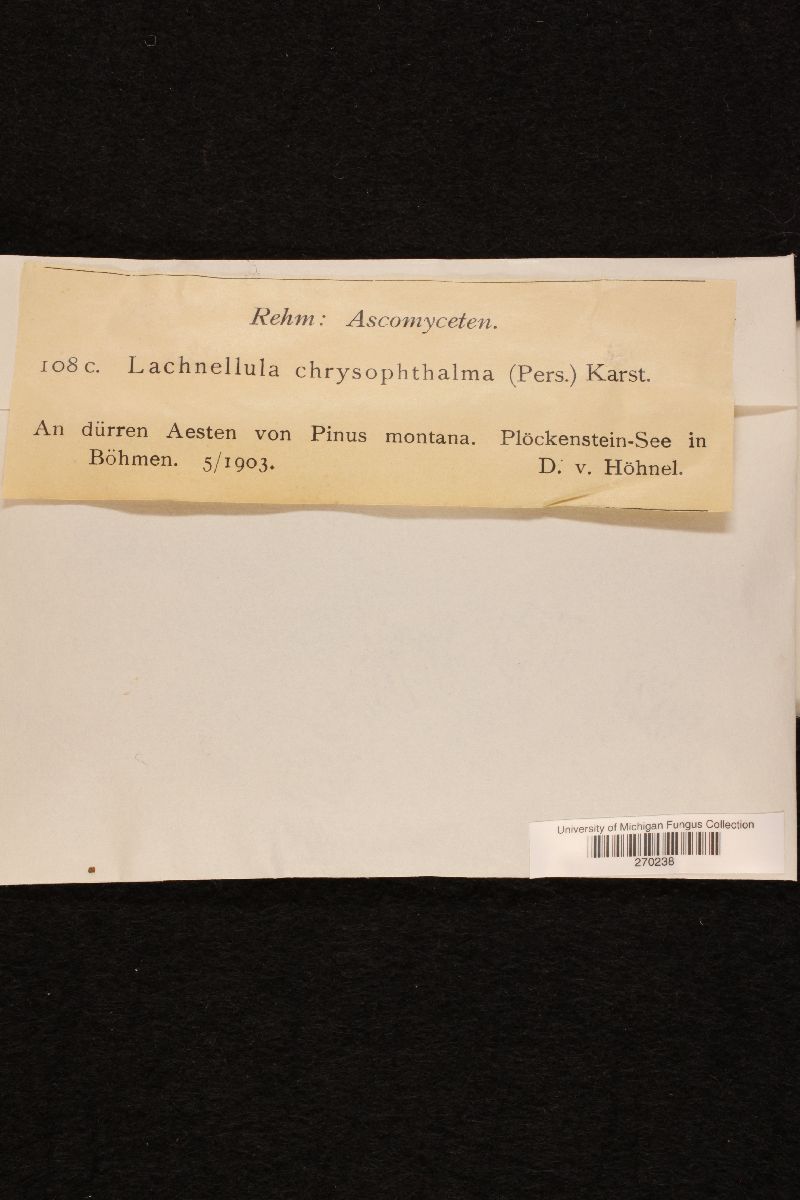 Rehm: Ascomyceten.
108 c. Lachnellula chrysophthalma (Pers.) Karst.
An dürren Aesten von Pinus montana. Plöckenstein-See in
Böhmen. 5/1903. D. v. Höhnel.
University of Michigan Fungus Collection
270238